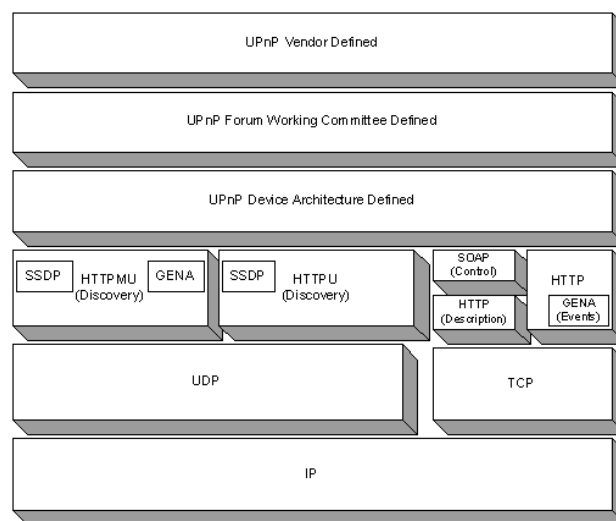 UPnP Vendor Defined
UPnP Forum Working Committee Defined
UPnP Device Architecture Defined
SSDP
HTTPMU
(Discovery)
GENA
SSDP
HTTPU
(Discovery)
SOAP
(Control)
HTTP
(Description)
HTTP
GENA
(Events)
UDP
TCP
IP